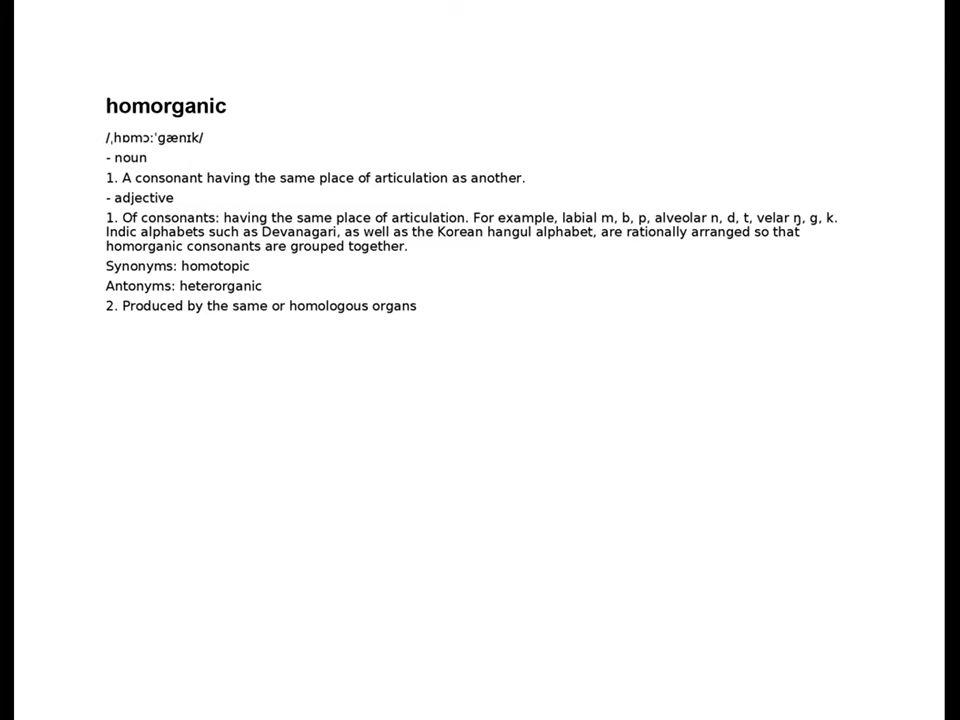 homorganic
/ˌhɒmɔːˈɡænɪk/
- noun
1. A consonant having the same place of articulation as another.
- adjective
1. Of consonants: having the same place of articulation. For example, labial m, b, p, alveolar n, d, t, velar ŋ, g, k.
Indic alphabets such as Devanagari, as well as the Korean hangul alphabet, are rationally arranged so that
homorganic consonants are grouped together.
Synonyms: homotopic
Antonyms: heterorganic
2. Produced by the same or homologous organs